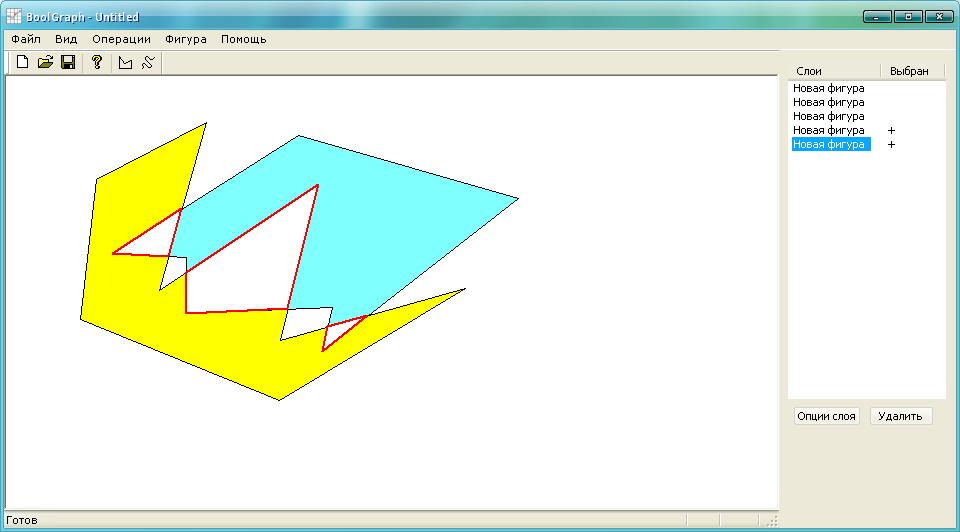 BoolGraph - Untitled
Файл Вид Операции Фигура Помощь
Слои Выбран
Новая фигура
Новая фигура
Новая фигура
Новая фигура +
Новая фигура +
Опции слоя Удалить
Готов